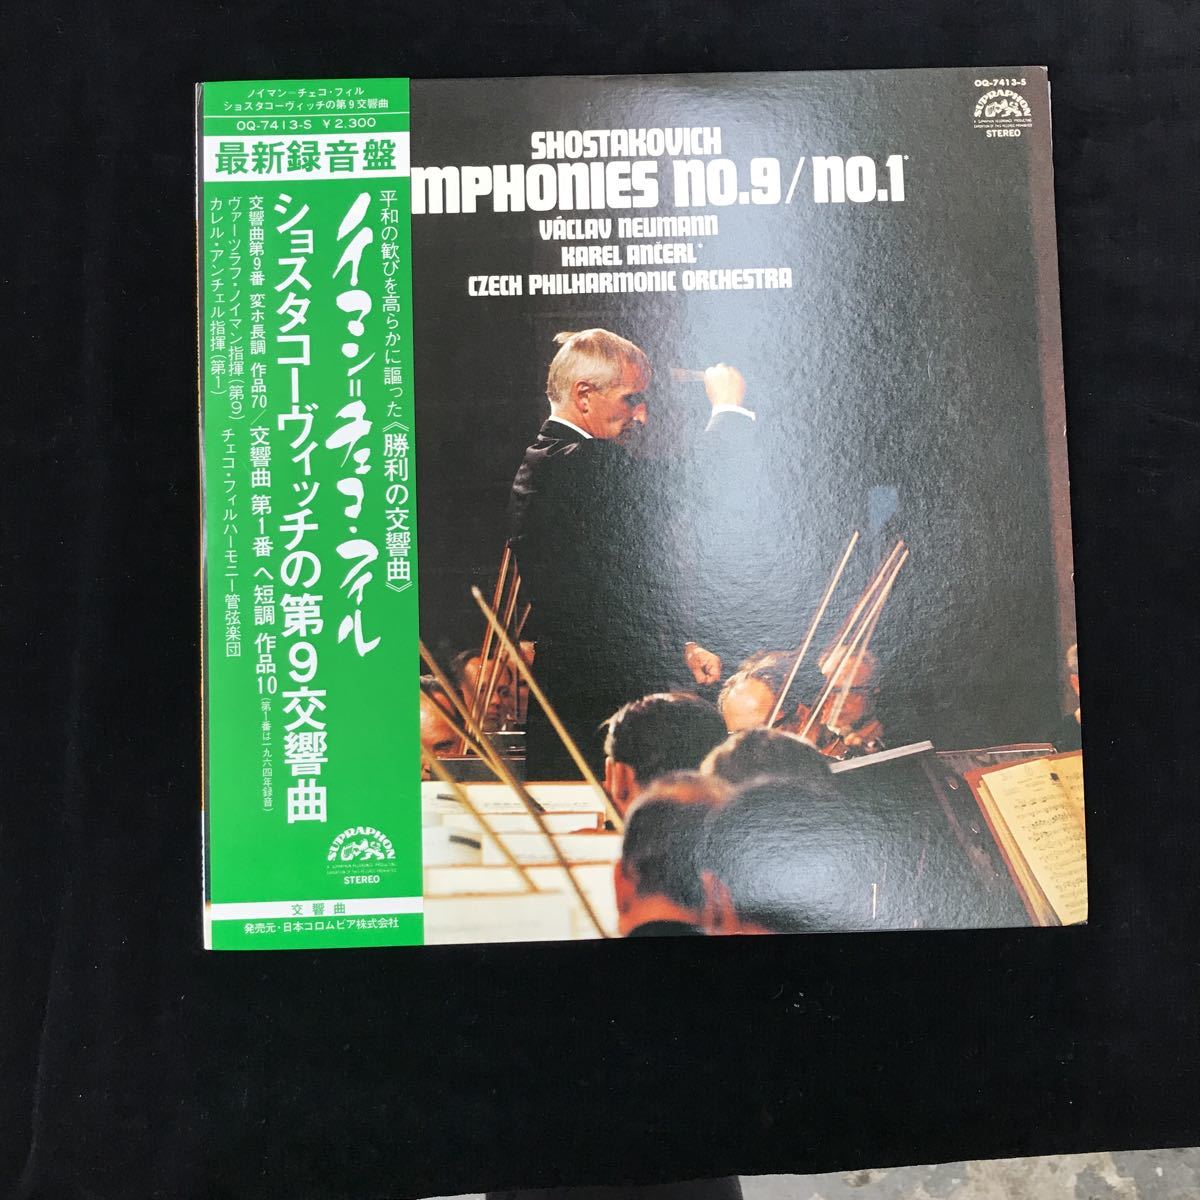 ノイマン=チェコ・フィル
ショスタコーヴィッチの第9交響曲
OQ-7413-S ￥2,300
最新録音盤
平和の歓びを高らかに謳った《勝利の交響曲》
ノイマン=チェコ・フィル
ショスタコーヴィッチの第9交響曲
交響曲第9番 変ホ長調 作品70/交響曲 第1番 ヘ短調 作品10(第1番は一九六四年録音)
ヴァーツラフ・ノイマン指揮(第9)
カレル・アンチェル指揮(第1)
チェコ・フィルハーモニー管弦楽団
SUPRAPHON
STEREO
交響曲
発売元・日本コロムビア株式会社
OQ-7413-S
SUPRAPHON
STEREO
SHOSTAKOVICH
MPHONIES NO.9/NO.1*
VÁCLAV NEUMANN
KAREL ANČERL*
CZECH PHILHARMONIC ORCHESTRA